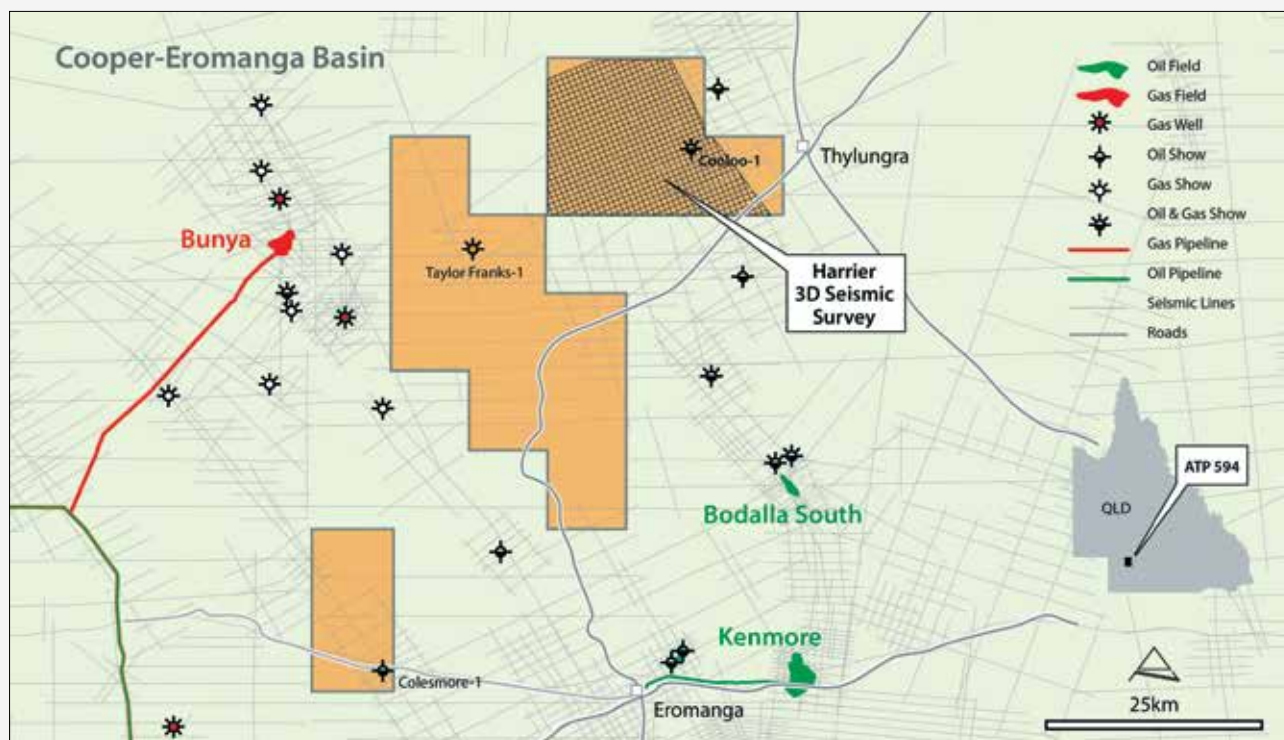 Cooper-Eromanga Basin
Oil Field
Gas Field
Gas Well
Oil Show
Gas Show
Oil & Gas Show
Gas Pipeline
Oil Pipeline
Seismic Lines
Roads
Thylungra
Cooloo-1
Bunya
Taylor Franks-1
Harrier
3D Seismic
Survey
ATP 594
QLD
Bodalla South
Kenmore
Colesmore-1
Eromanga
25km